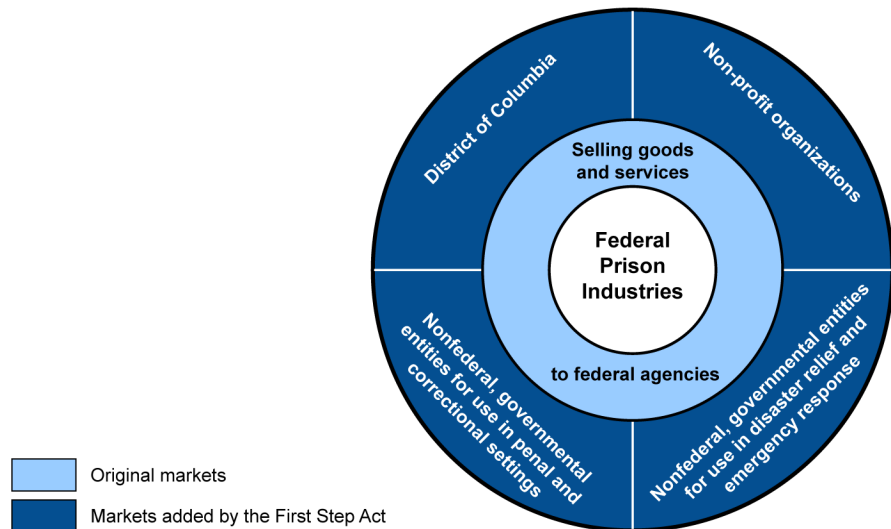 District of Columbia
Non-profit organizations
Selling goods
and services
Federal
Prison
Industries
to federal agencies
Nonfederal, governmental
entities for use in penal and
correctional settings
Nonfederal, governmental entities
for use in disaster relief and
emergency response
Original markets
Markets added by the First Step Act